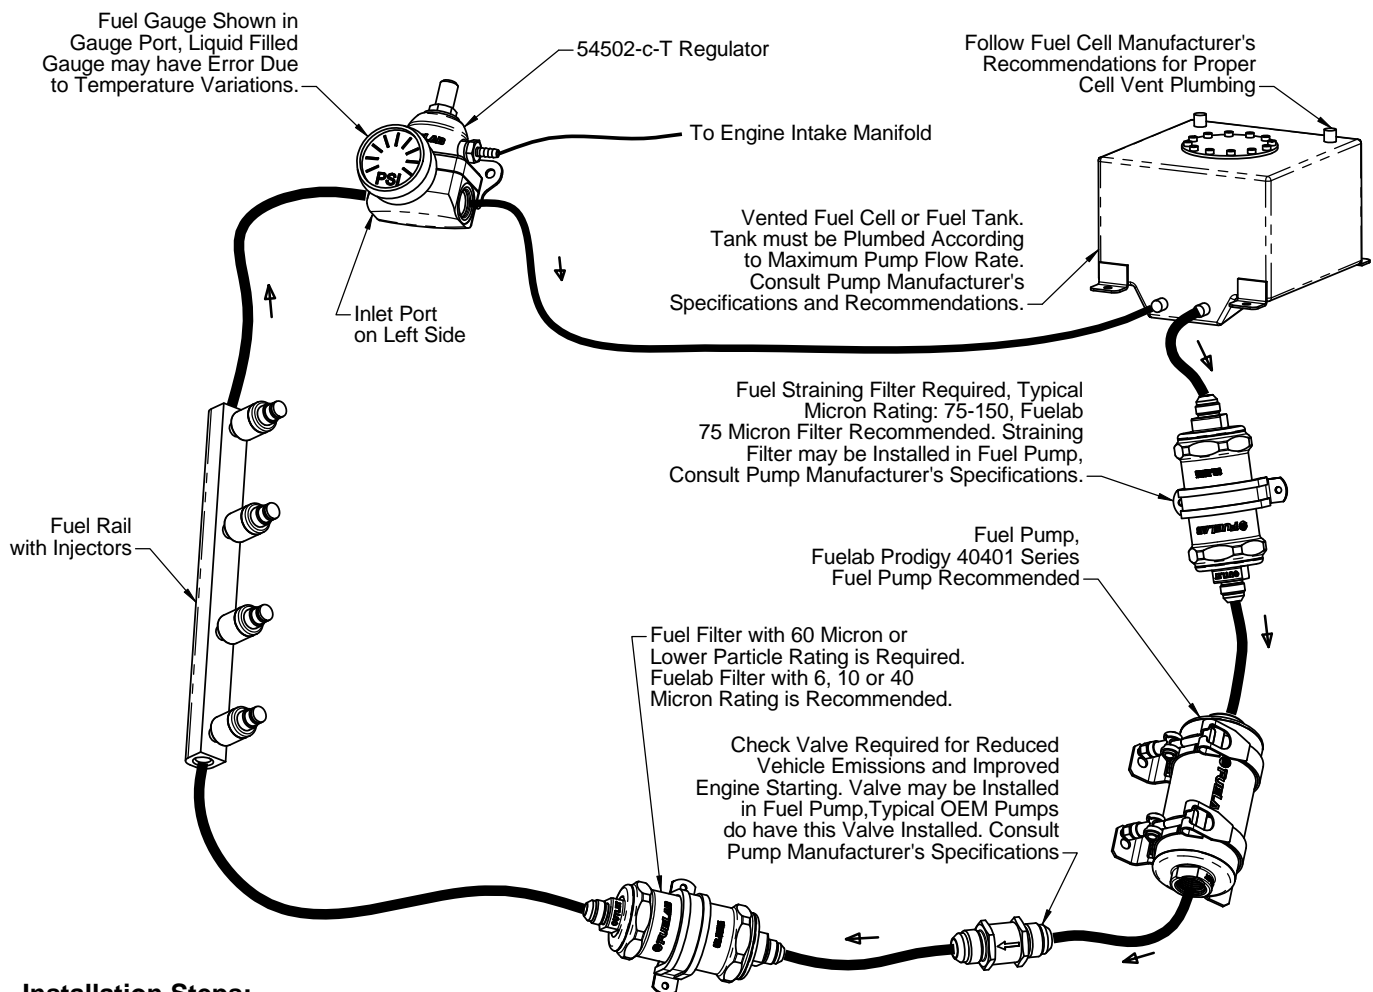 Fuel Gauge Shown in
Gauge Port, Liquid Filled
Gauge may have Error Due
to Temperature Variations.
54502-c-T Regulator
Follow Fuel Cell Manufacturer's
Recommendations for Proper
Cell Vent Plumbing
To Engine Intake Manifold
PSI
Vented Fuel Cell or Fuel Tank.
Tank must be Plumbed According
to Maximum Pump Flow Rate.
Consult Pump Manufacturer's
Specifications and Recommendations.
Inlet Port
on Left Side
Fuel Straining Filter Required, Typical
Micron Rating: 75-150, Fuelab
75 Micron Filter Recommended. Straining
Filter may be Installed in Fuel Pump,
Consult Pump Manufacturer's Specifications.
FUELAB
Fuel Rail
with Injectors
Fuel Pump,
Fuelab Prodigy 40401 Series
Fuel Pump Recommended
Fuel Filter with 60 Micron or
Lower Particle Rating is Required.
Fuelab Filter with 6, 10 or 40
Micron Rating is Recommended.
FUELAB
Check Valve Required for Reduced
Vehicle Emissions and Improved
Engine Starting. Valve may be Installed
in Fuel Pump,Typical OEM Pumps
do have this Valve Installed. Consult
Pump Manufacturer's Specifications
FUELAB
Installation Steps: